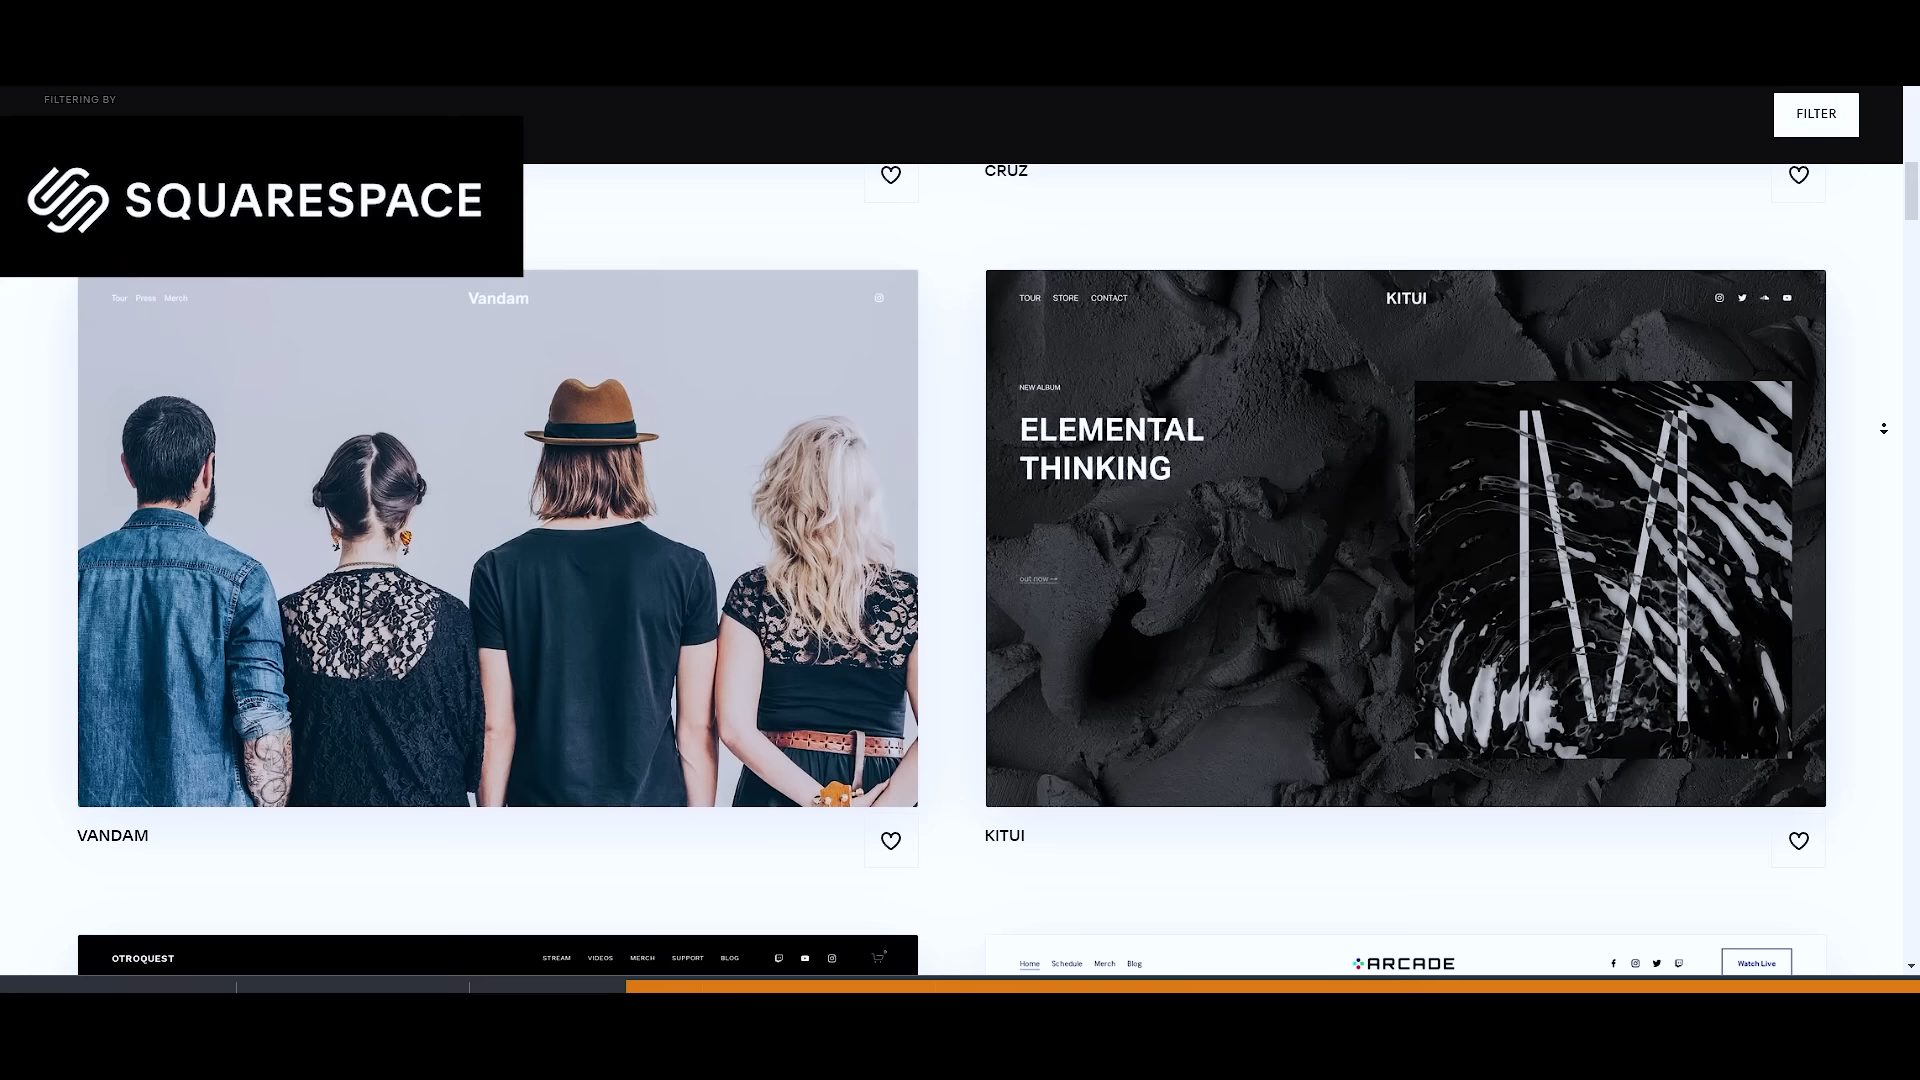 FILTERING BY
FILTER
SQUARESPACE
CRUZ
Tour Press Merch
Vandam
TOUR STORE CONTACT
KITUI
NEW ALBUM
ELEMENTAL
THINKING
out now →
VANDAM
KITUI
OTROQUEST
STREAM VIDEOS MERCH SUPPORT BLOG
Home Schedule Merch Blog
ARCADE
Watch Live